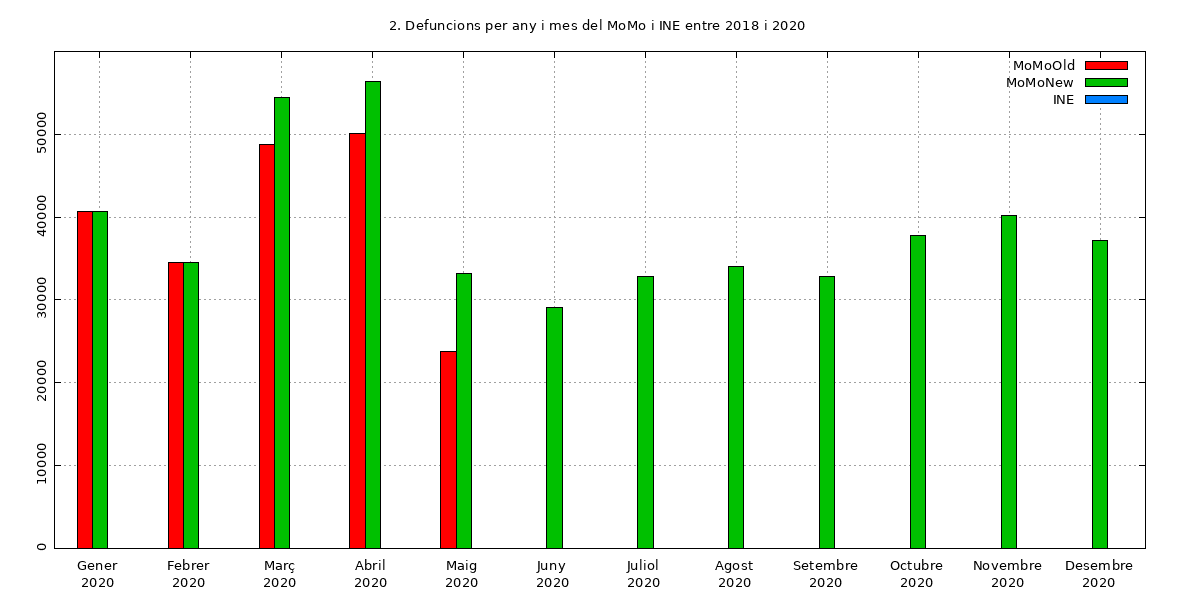 2. Defuncions per any i mes del MoMo i INE entre 2018 i 2020
MoMoOld
MoMoNew
INE
50000
40000
30000
20000
10000
0
Gener Febrer Març Abril Maig Juny Juliol Agost Setembre Octubre Novembre Desembre
2020 2020 2020 2020 2020 2020 2020 2020 2020 2020 2020 2020